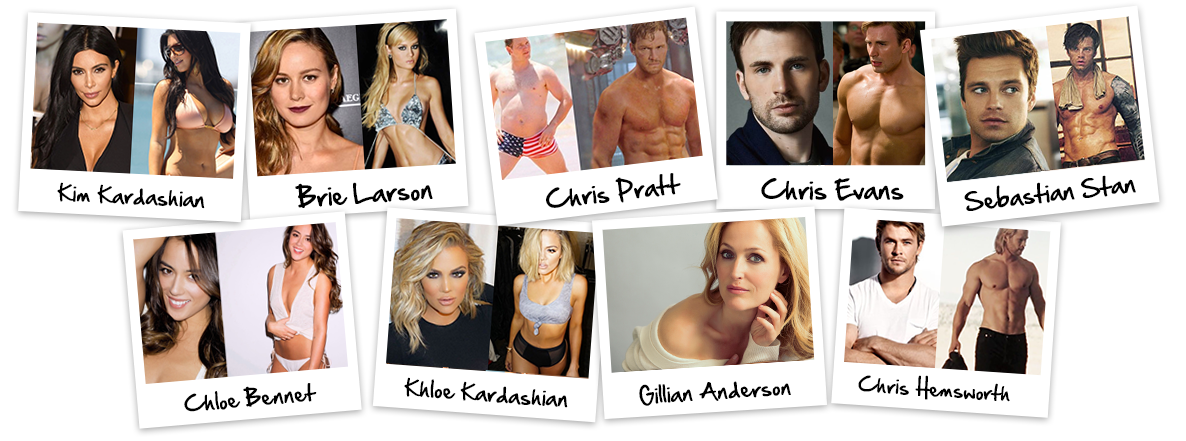 Kim Kardashian
Brie Larson
Chris Pratt
Chris Evans
Sebastian Stan
Chloe Bennet
Khloe Kardashian
Gillian Anderson
Chris Hemsworth